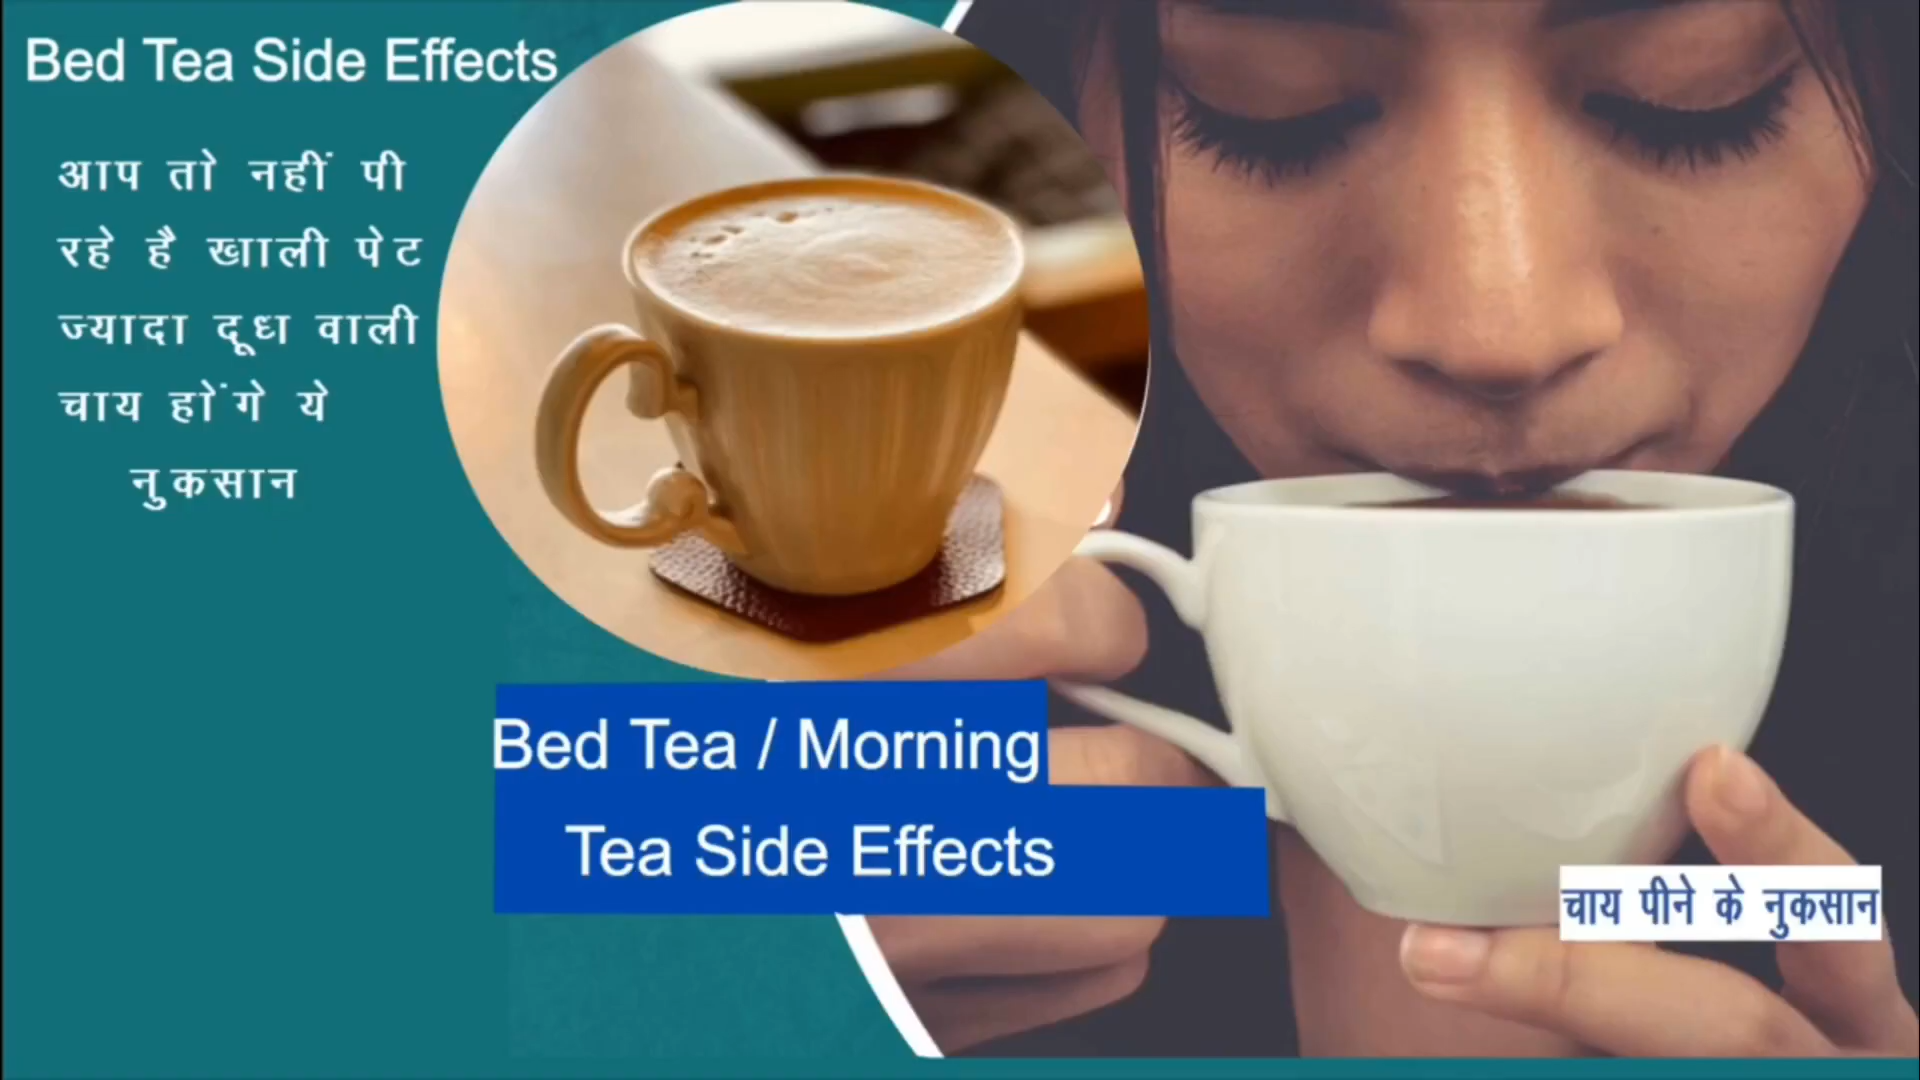 Bed Tea Side Effects
आप तो नहीं पी
रहे है खाली पेट
ज्यादा दूध वाली
चाय होंगे ये
नुकसान
Bed Tea / Morning
Tea Side Effects
चाय पीने के नुकसान